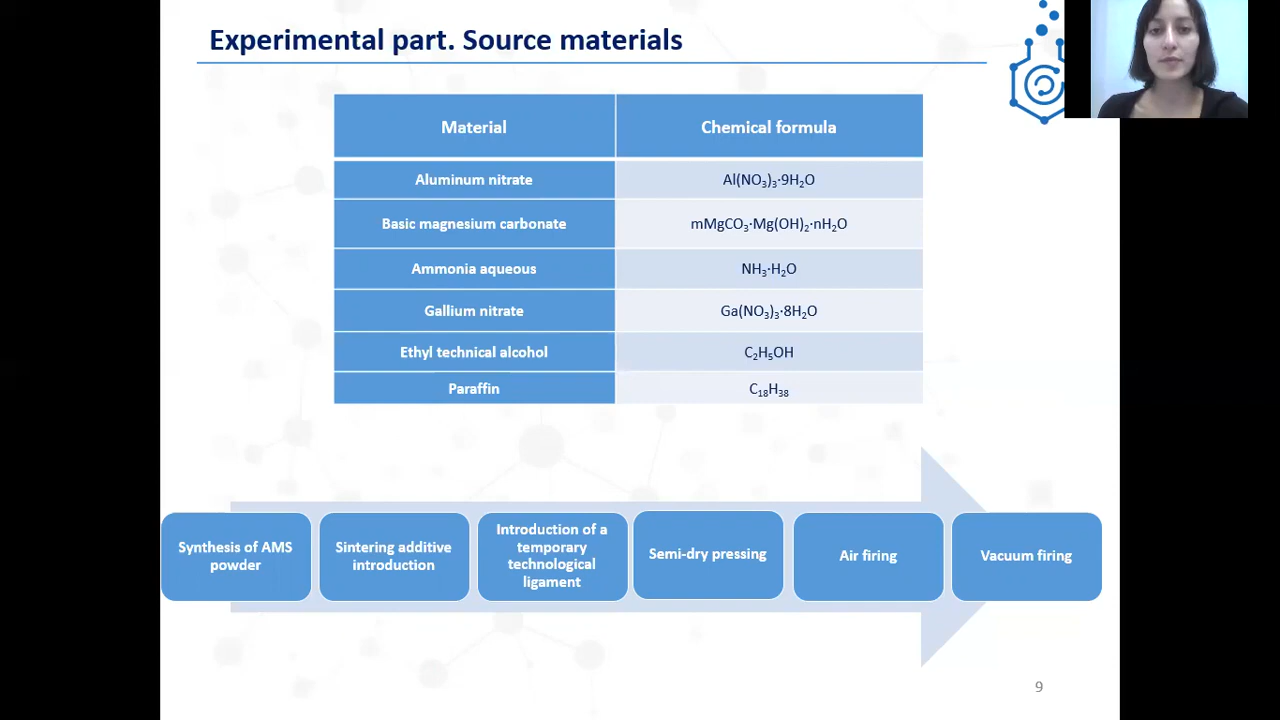 Experimental part. Source materials
Material
Chemical formula
Aluminum nitrate
Al(NO₃)₃·9H₂O
Basic magnesium carbonate
mMgCO₃·Mg(OH)₂·nH₂O
Ammonia aqueous
NH₃·H₂O
Gallium nitrate
Ga(NO₃)₃·8H₂O
Ethyl technical alcohol
C₂H₅OH
Paraffin
C₁₈H₃₈
Synthesis of AMS
powder
Sintering additive
introduction
Introduction of a
temporary
technological
ligament
Semi-dry pressing
Air firing
Vacuum firing
9